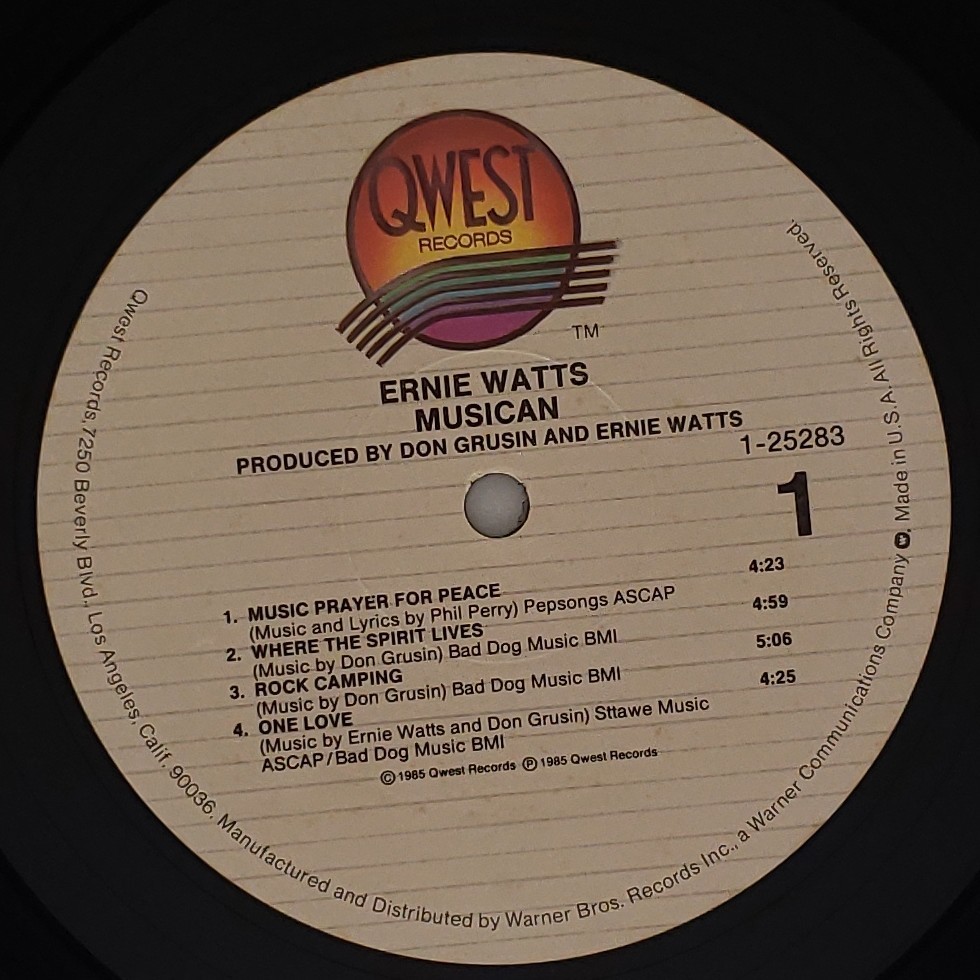 QWEST
RECORDS
TM
ERNIE WATTS
MUSICAN
PRODUCED BY DON GRUSIN AND ERNIE WATTS
1-25283
1
1. MUSIC PRAYER FOR PEACE 4:23
(Music and Lyrics by Phil Perry) Pepsongs ASCAP
2. WHERE THE SPIRIT LIVES 4:59
(Music by Don Grusin) Bad Dog Music BMI
3. ROCK CAMPING 5:06
(Music by Don Grusin) Bad Dog Music BMI
4. ONE LOVE 4:25
(Music by Ernie Watts and Don Grusin) Sttawe Music
ASCAP/Bad Dog Music BMI
©1985 Qwest Records ℗ 1985 Qwest Records
Qwest Records, 7250 Beverly Blvd., Los Angeles, Calif. 90036. Manufactured and Distributed by Warner Bros. Records Inc., a Warner Communications Company W. Made in U.S.A. All Rights Reserved.